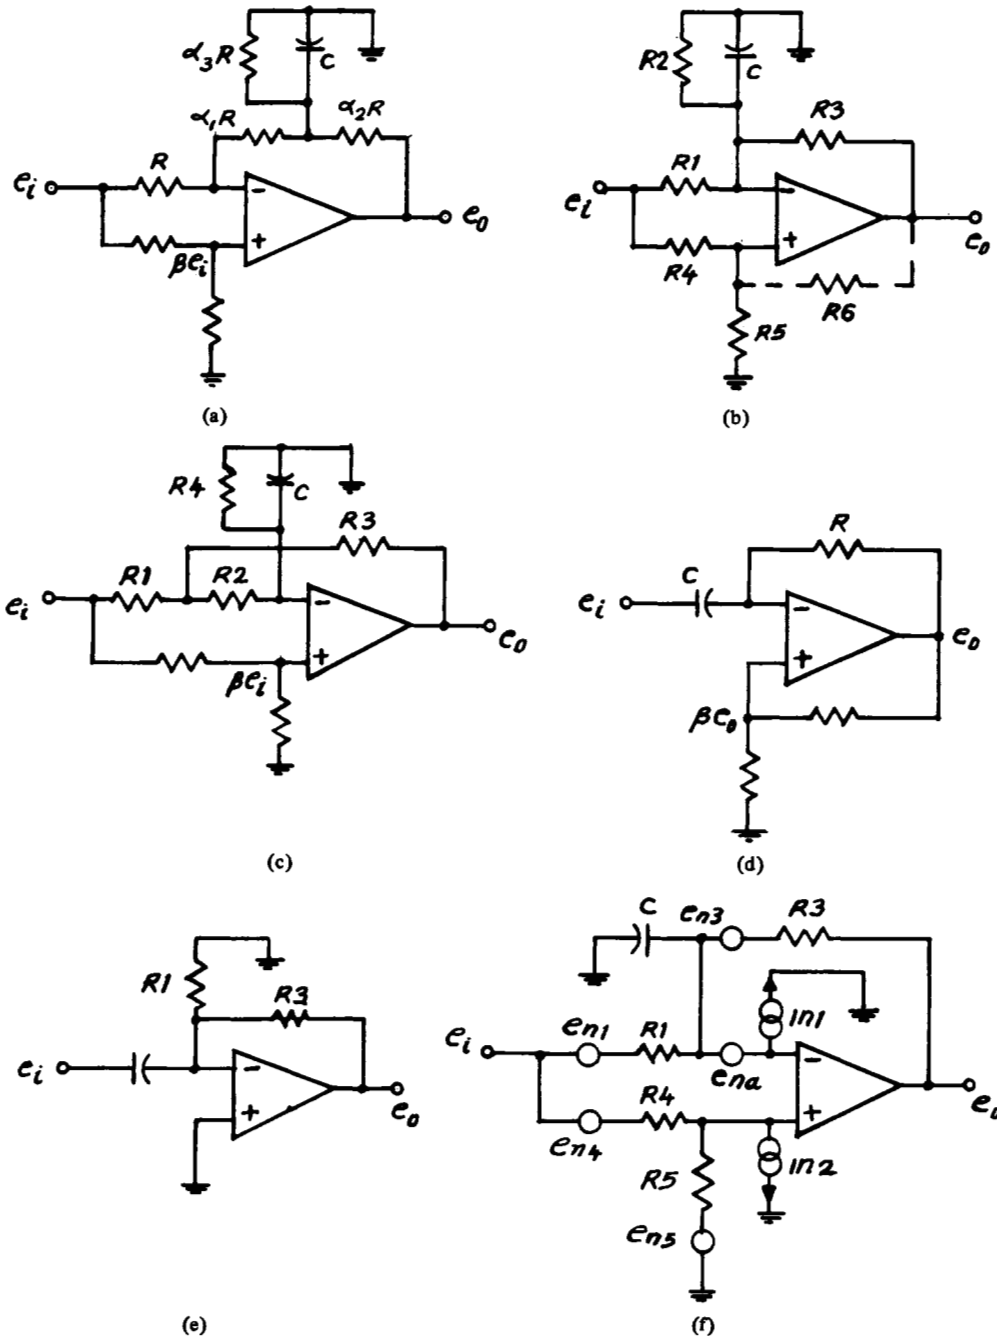 α₃R
C
α₁R
α₂R
R
eᵢ
-
+
βeᵢ
e₀
(a)
R2
C
R3
R1
eᵢ
-
+
R4
R5
R6
e₀
(b)
R4
C
R3
R1
R2
eᵢ
-
+
βeᵢ
e₀
(c)
R
C
eᵢ
-
+
βe₀
e₀
(d)
R1
R3
eᵢ
-
+
e₀
(e)
C
en3
R3
in1
eᵢ
en1
R1
ena
-
+
R4
en4
R5
in2
en5
e₀
(f)